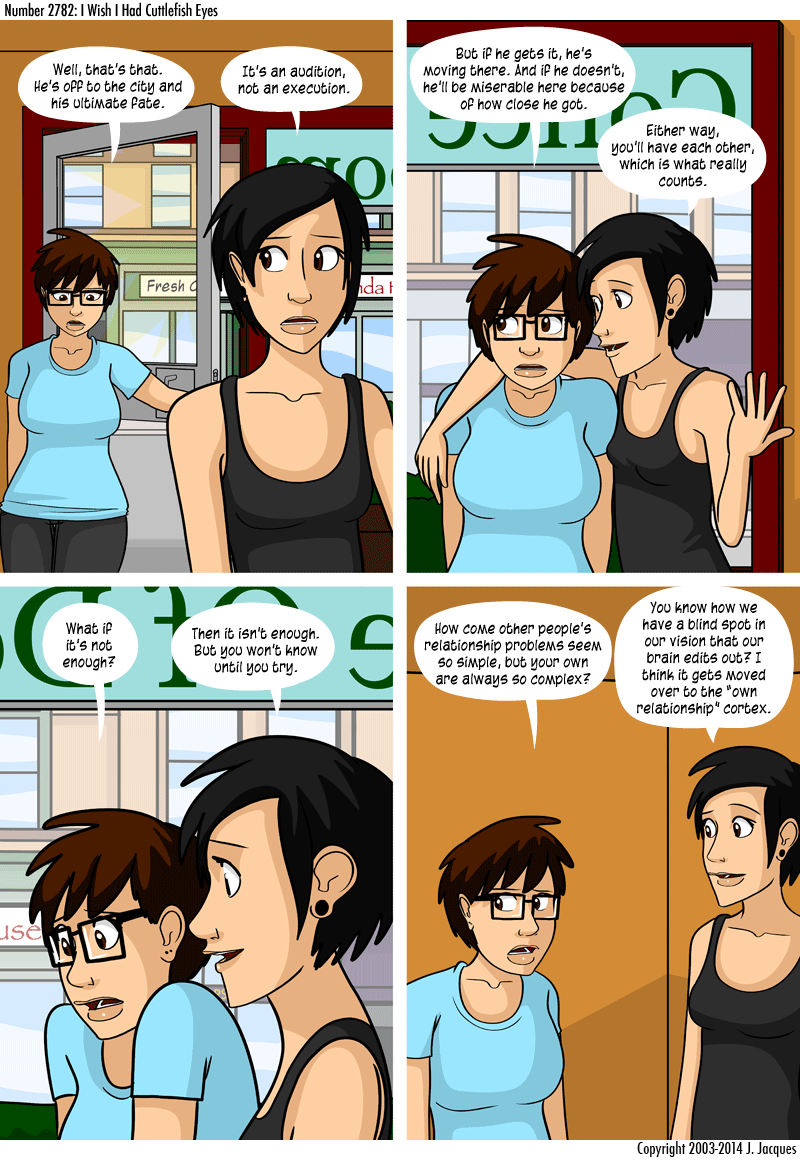 Number 2782: I Wish I Had Cuttlefish Eyes
Well, that's that.
He's off to the city and
his ultimate fate.
It's an audition,
not an execution.
Fresh C
oom
nda H
But if he gets it, he's
moving there. And if he doesn't,
he'll be miserable here because
of how close he got.
Either way,
you'll have each other,
which is what really
counts.
Coffee
What if
it's not
enough?
Then it isn't enough.
But you won't know
until you try.
e Of Do
use
How come other people's
relationship problems seem
so simple, but your own
are always so complex?
You know how we
have a blind spot in
our vision that our
brain edits out? I
think it gets moved
over to the "own
relationship" cortex.
Copyright 2003-2014 J. Jacques